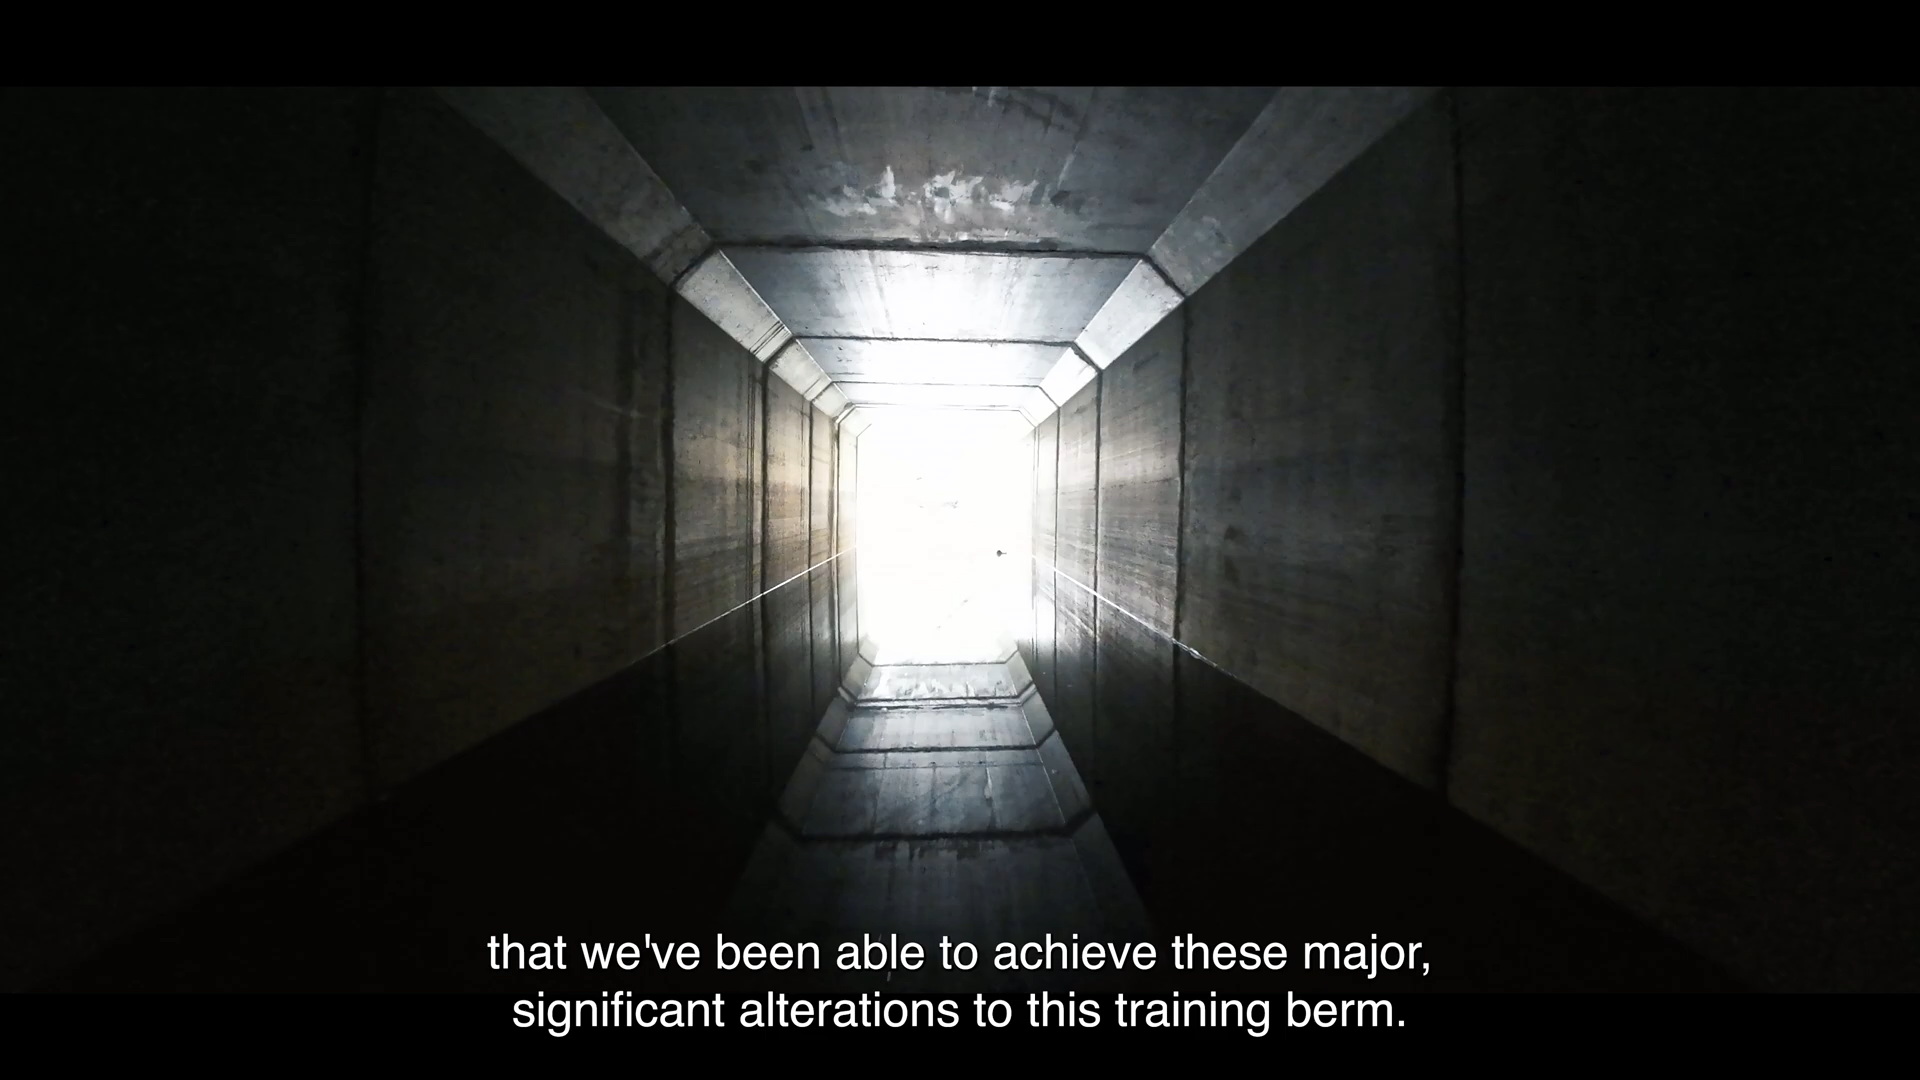 that we've been able to achieve these major,
significant alterations to this training berm.